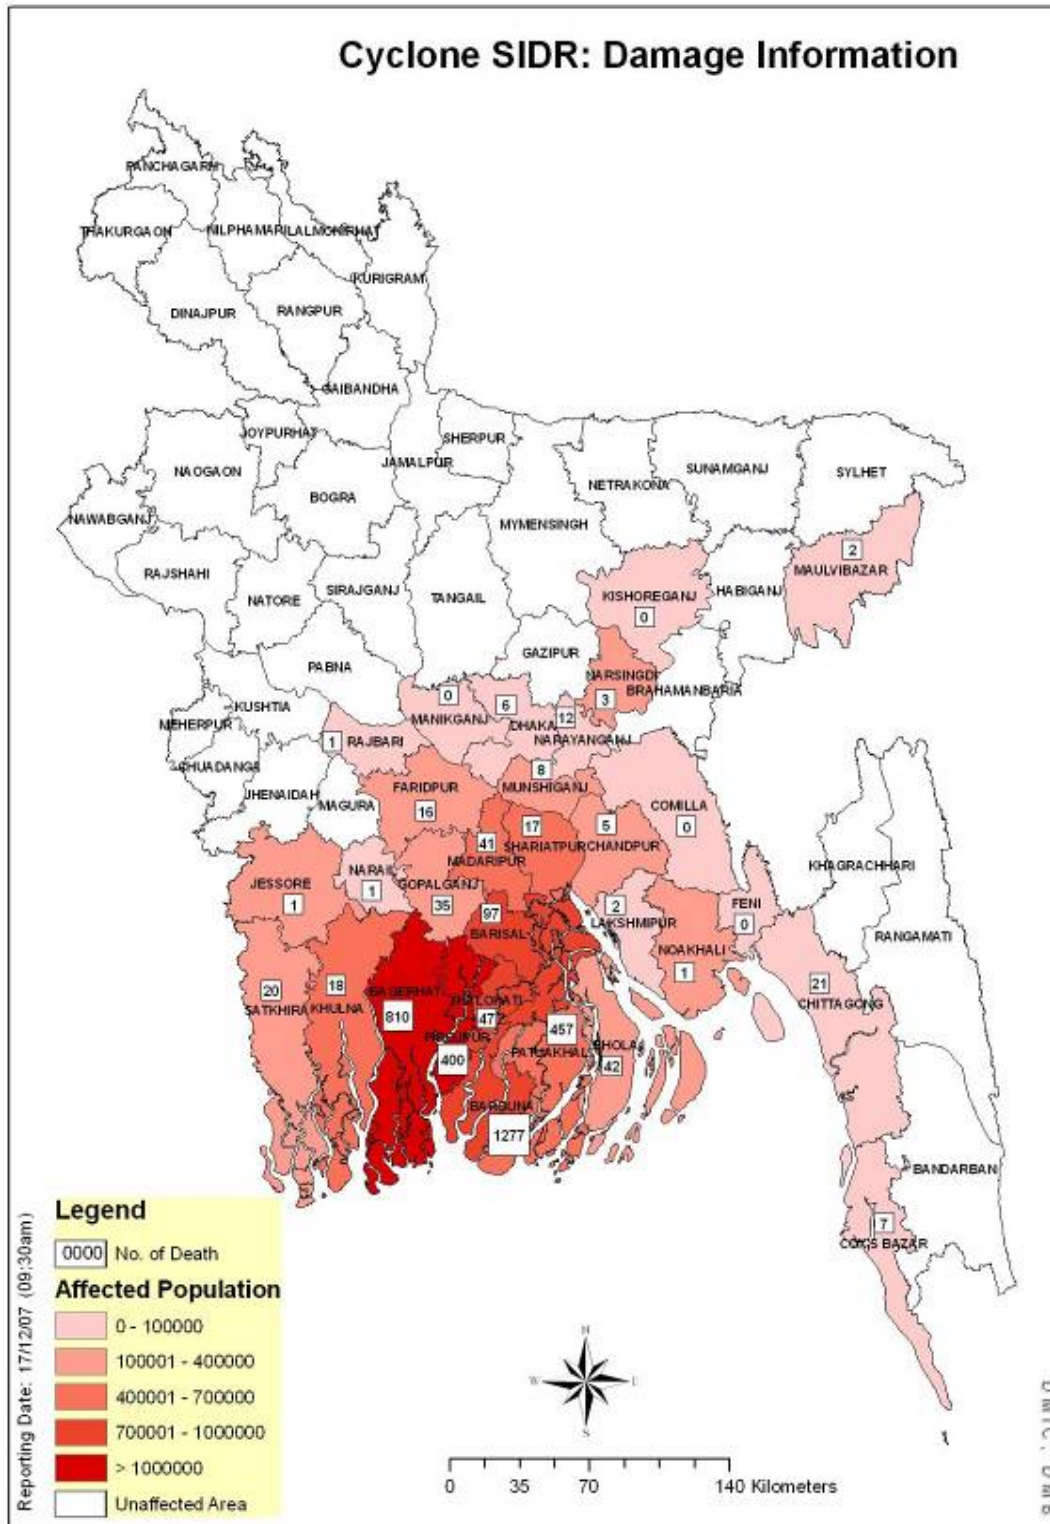 Cyclone SIDR: Damage Information
PANCHAGARH
THAKURGAON
NILPHAMARI
LALMONIRHAT
KURIGRAM
DINAJPUR
RANGPUR
GAIBANDHA
JOYPURHAT
SHERPUR
NAOGAON
JAMALPUR
SUNAMGANJ
SYLHET
NETRAKONA
BOGRA
NAWABGANJ
MYMENSINGH
2
MAULVIBAZAR
RAJSHAHI
SIRAJGANJ
TANGAIL
KISHOREGANJ
HABIGANJ
NATORE
0
GAZIPUR
PABNA
NARSINGDI
BRAHAMANBARIA
0
6
3
KUSHTIA
MANIKGANJ
DHAKA
12
MEHERPUR
1
RAJBARI
NARAYANGANJ
CHUADANGA
8
JHENAIDAH
FARIDPUR
MUNSHIGANJ
MAGURA
COMILLA
16
17
5
0
41
SHARIATPUR
CHANDPUR
MADARIPUR
KHAGRACHHARI
NARAIL
JESSORE
GOPALGANJ
1
1
35
97
2
FENI
BARISAL
LAKSHMIPUR
0
RANGAMATI
NOAKHALI
1
20
18
21
SATKHIRA
KHULNA
BAGERHAT
JHALOKATI
CHITTAGONG
810
47
457
PIROJPUR
PATUAKHALI
BHOLA
400
42
BARGUNA
1277
BANDARBAN
7
COXS BAZAR
Legend
0000 No. of Death
Affected Population
0 - 100000
100001 - 400000
400001 - 700000
700001 - 1000000
> 1000000
Unaffected Area
Reporting Date: 17/12/07 (09:30am)
N
W E
S
0 35 70 140 Kilometers